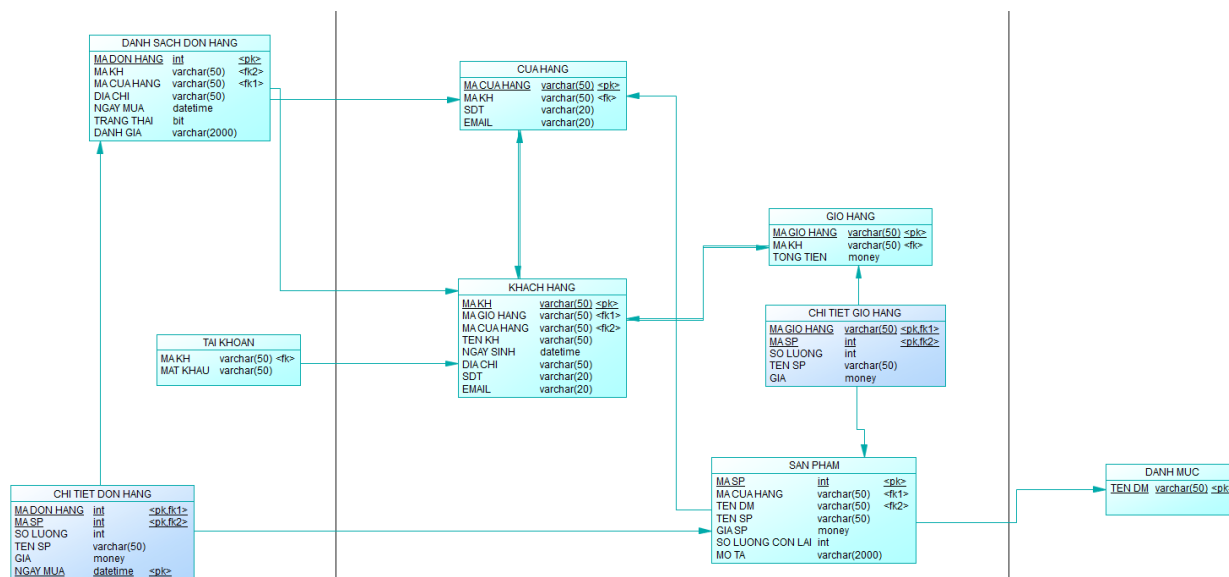 DANH SACH DON HANG
MA DON HANG int <pk>
MA KH varchar(50) <fk2>
MA CUA HANG varchar(50) <fk1>
DIA CHI varchar(50)
NGAY MUA datetime
TRANG THAI bit
DANH GIA varchar(2000)
CUA HANG
MA CUA HANG varchar(50) <pk>
MA KH varchar(50) <fk>
SDT varchar(20)
EMAIL varchar(20)
GIO HANG
MA GIO HANG varchar(50) <pk>
MA KH varchar(50) <fk>
TONG TIEN money
KHACH HANG
MA KH varchar(50) <pk>
MA GIO HANG varchar(50) <fk1>
MA CUA HANG varchar(50) <fk2>
TEN KH varchar(50)
NGAY SINH datetime
DIA CHI varchar(50)
SDT varchar(20)
EMAIL varchar(20)
CHI TIET GIO HANG
MA GIO HANG varchar(50) <pk,fk1>
MA SP int <pk,fk2>
SO LUONG int
TEN SP varchar(50)
GIA money
TAI KHOAN
MA KH varchar(50) <fk>
MAT KHAU varchar(50)
SAN PHAM
MA SP int <pk>
MA CUA HANG varchar(50) <fk1>
TEN DM varchar(50) <fk2>
TEN SP varchar(50)
GIA SP money
SO LUONG CON LAI int
MO TA varchar(2000)
DANH MUC
TEN DM varchar(50) <pk
CHI TIET DON HANG
MA DON HANG int <pk,fk1>
MA SP int <pk,fk2>
SO LUONG int
TEN SP varchar(50)
GIA money
NGAY MUA datetime <pk>